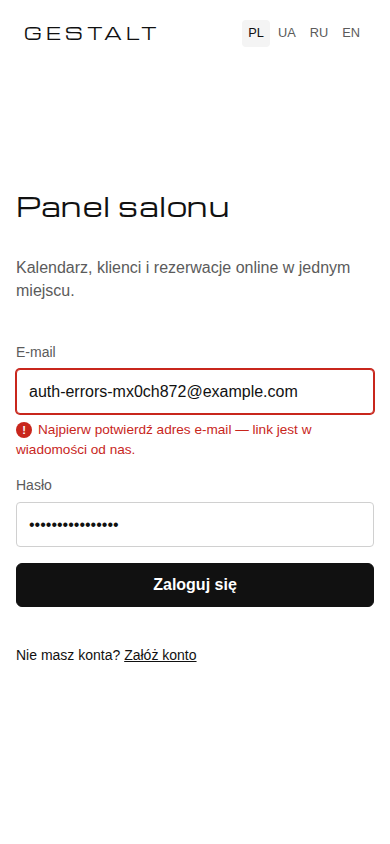 GESTALT
PL UA RU EN
Panel salonu
Kalendarz, klienci i rezerwacje online w jednym
miejscu.
E-mail
auth-errors-mx0ch872@example.com
! Najpierw potwierdź adres e-mail — link jest w
wiadomości od nas.
Hasło
••••••••••••••••
Zaloguj się
Nie masz konta? Załóż konto